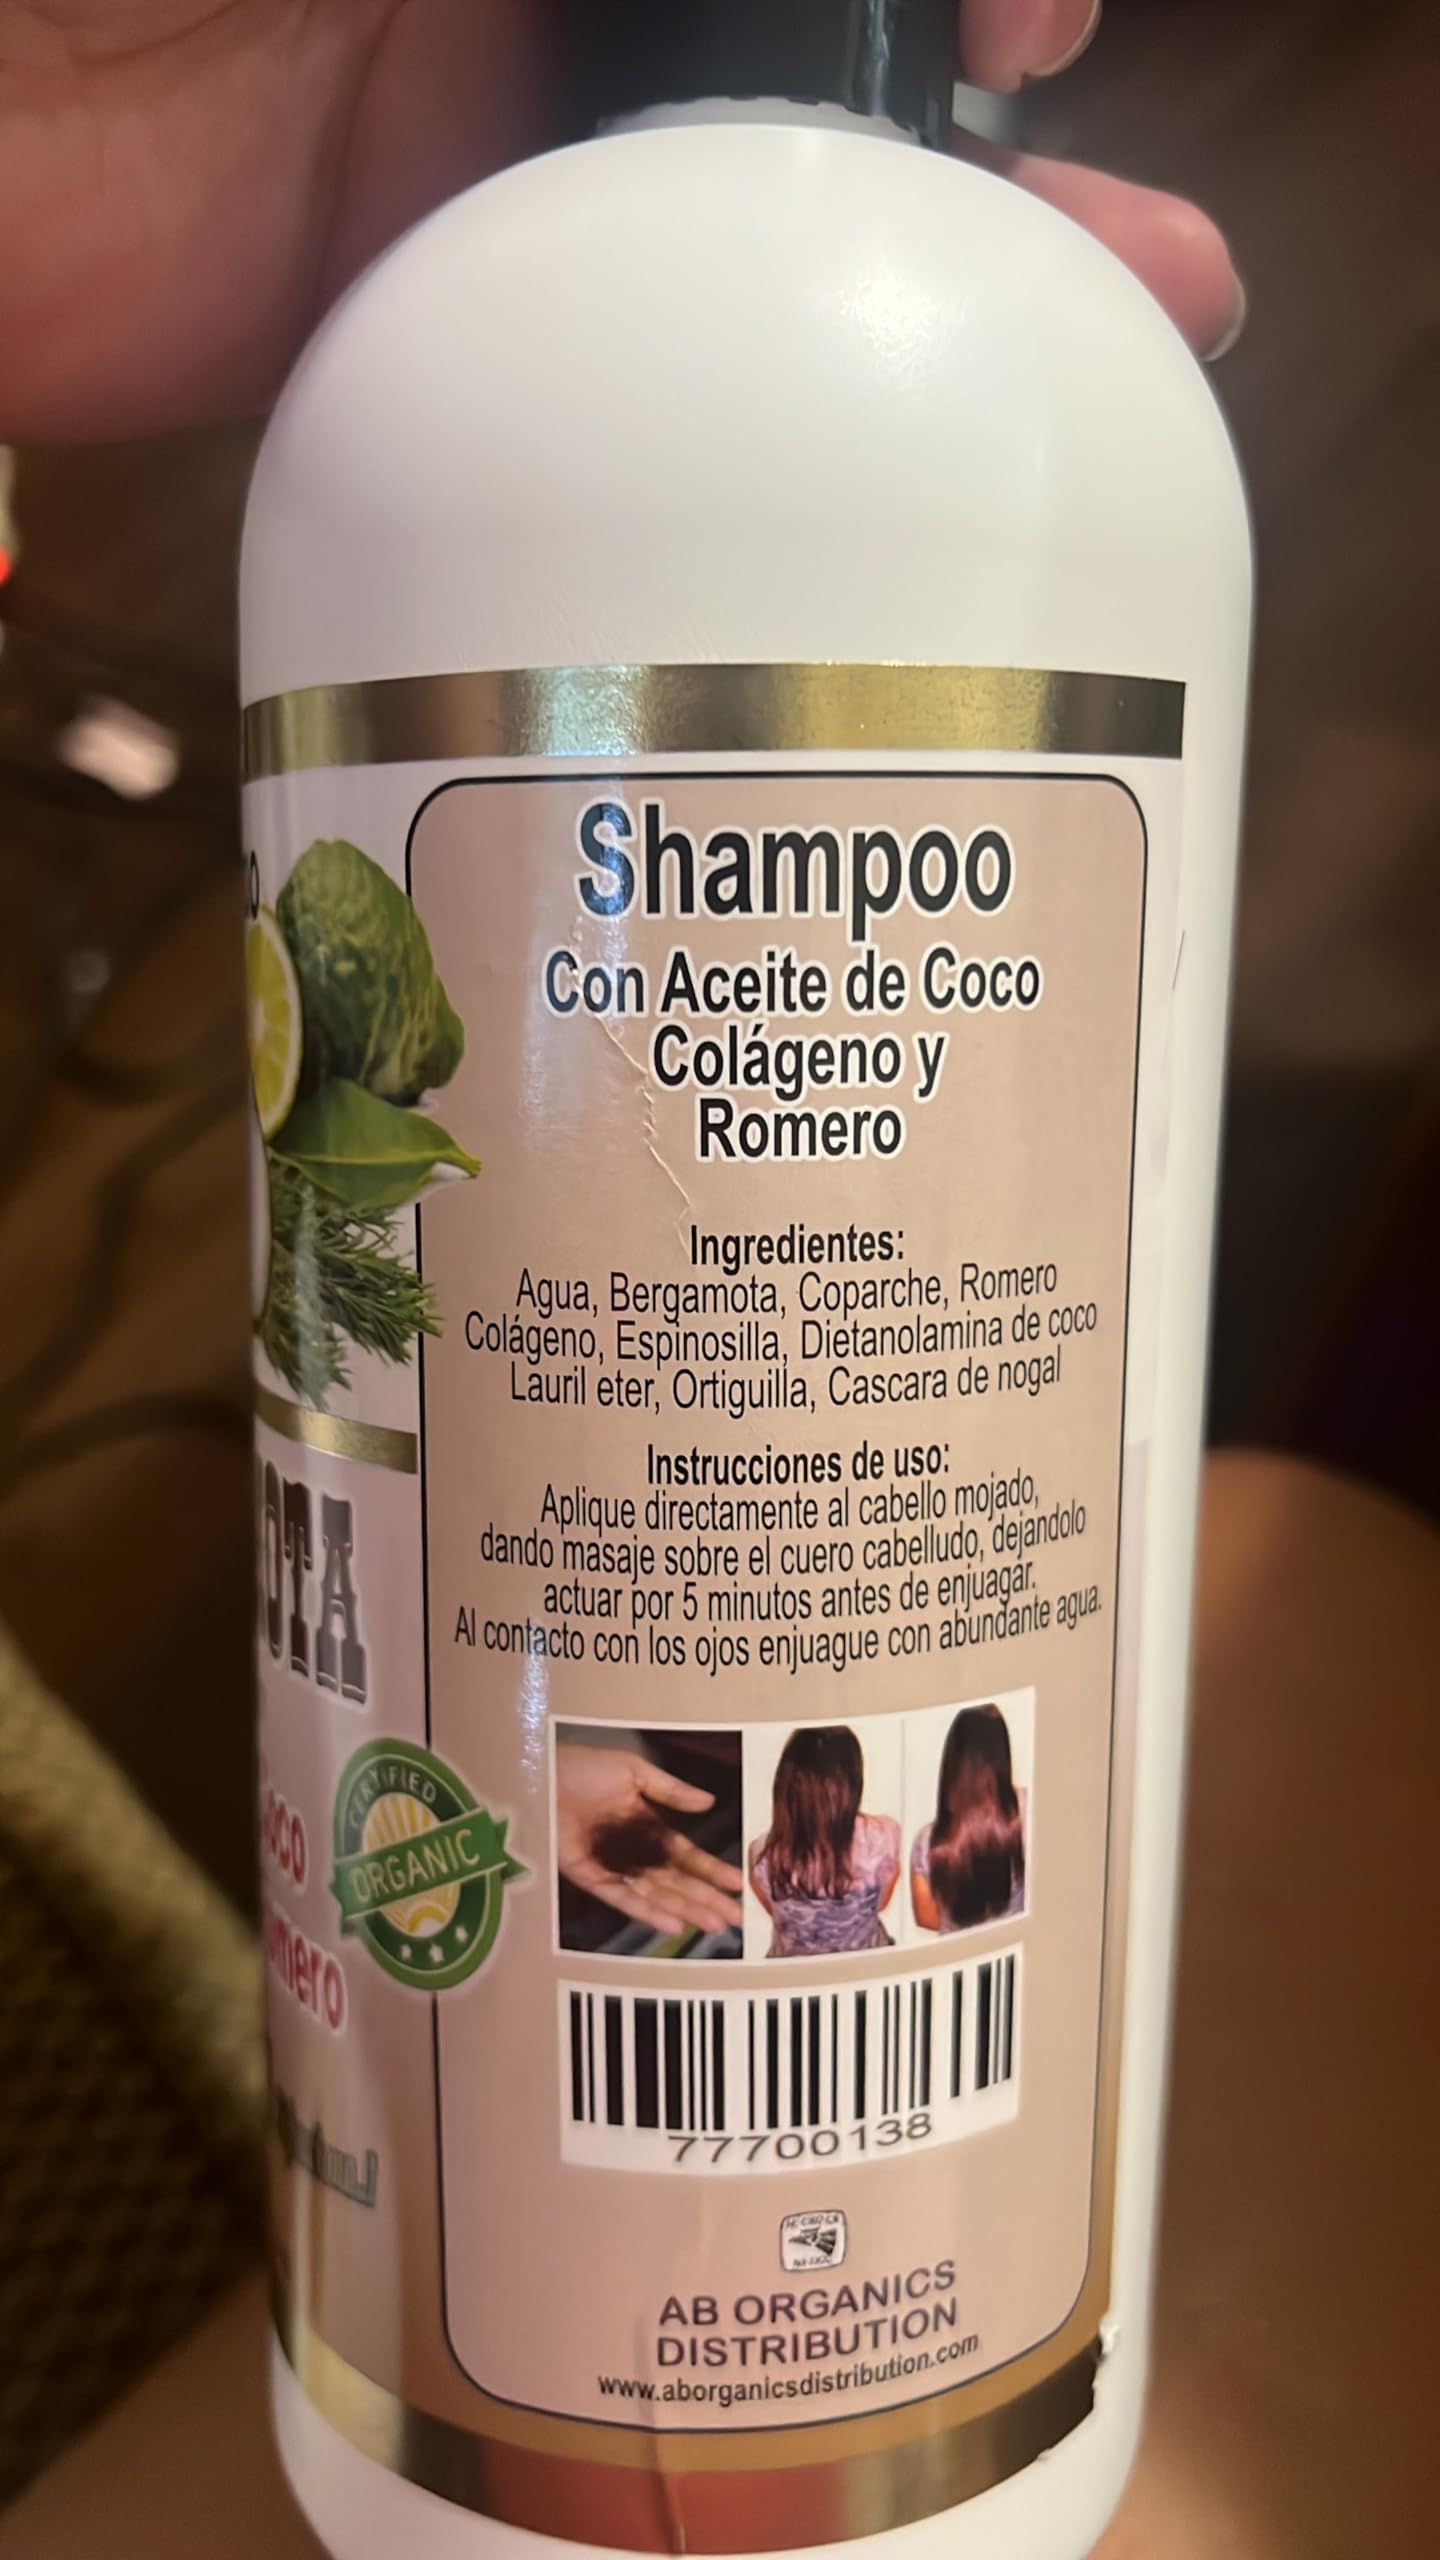 Shampoo
Con Aceite de Coco
Colágeno y
Romero
Ingredientes:
Agua, Bergamota, Coparche, Romero
Colágeno, Espinosilla, Dietanolamina de coco
Lauril eter, Ortiguilla, Cascara de nogal
Instrucciones de uso:
Aplique directamente al cabello mojado,
dando masaje sobre el cuero cabelludo, dejandolo
actuar por 5 minutos antes de enjuagar.
Al contacto con los ojos enjuague con abundante agua.
OTA
CERTIFIED
ORGANIC
oco
mero
77700138
AB ORGANICS
DISTRIBUTION
www.aborganicsdistribution.com